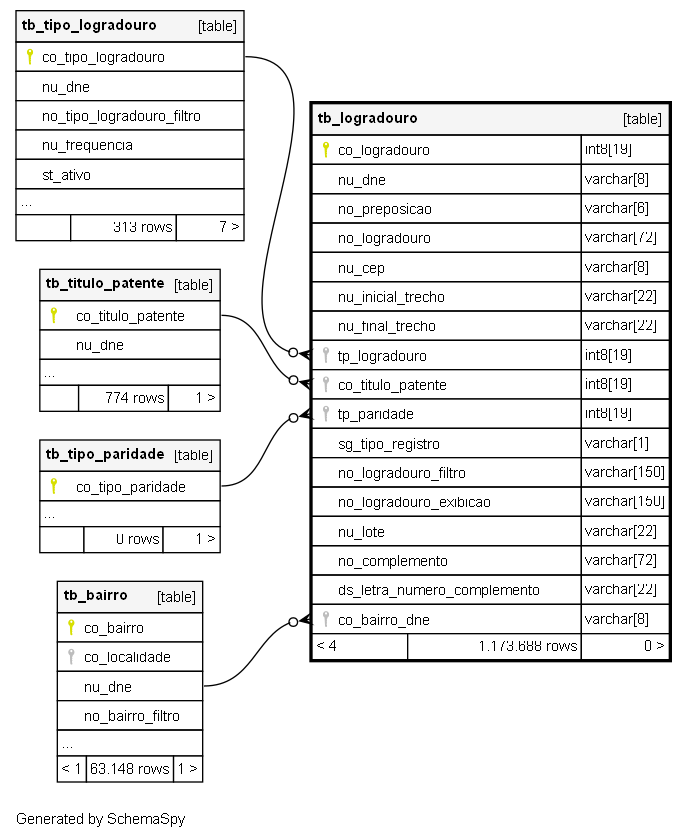 tb_tipo_logradouro [table]
co_tipo_logradouro
nu_dne
no_tipo_logradouro_filtro
nu_frequencia
st_ativo
...
313 rows 7 >
tb_titulo_patente [table]
co_titulo_patente
nu_dne
...
774 rows 1 >
tb_tipo_paridade [table]
co_tipo_paridade
...
0 rows 1 >
tb_bairro [table]
co_bairro
co_localidade
nu_dne
no_bairro_filtro
...
< 1 63.148 rows 1 >
tb_logradouro [table]
co_logradouro int8[19]
nu_dne varchar[8]
no_preposicao varchar[6]
no_logradouro varchar[72]
nu_cep varchar[8]
nu_inicial_trecho varchar[22]
nu_final_trecho varchar[22]
tp_logradouro int8[19]
co_titulo_patente int8[19]
tp_paridade int8[19]
sg_tipo_registro varchar[1]
no_logradouro_filtro varchar[150]
no_logradouro_exibicao varchar[150]
nu_lote varchar[22]
no_complemento varchar[72]
ds_letra_numero_complemento varchar[22]
co_bairro_dne varchar[8]
< 4 1.173.688 rows 0 >
Generated by SchemaSpy